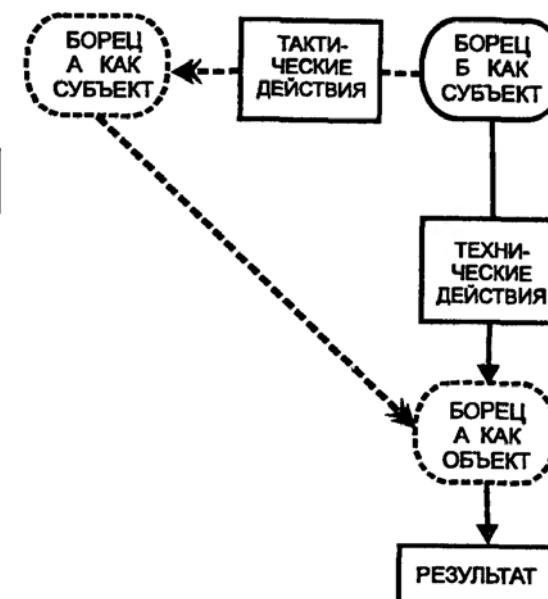 БОРЕЦ
А КАК
СУБЪЕКТ
ТАКТИ-
ЧЕСКИЕ
ДЕЙСТВИЯ
БОРЕЦ
Б КАК
СУБЪЕКТ
ТЕХНИ-
ЧЕСКИЕ
ДЕЙСТВИЯ
БОРЕЦ
А КАК
ОБЪЕКТ
РЕЗУЛЬТАТ